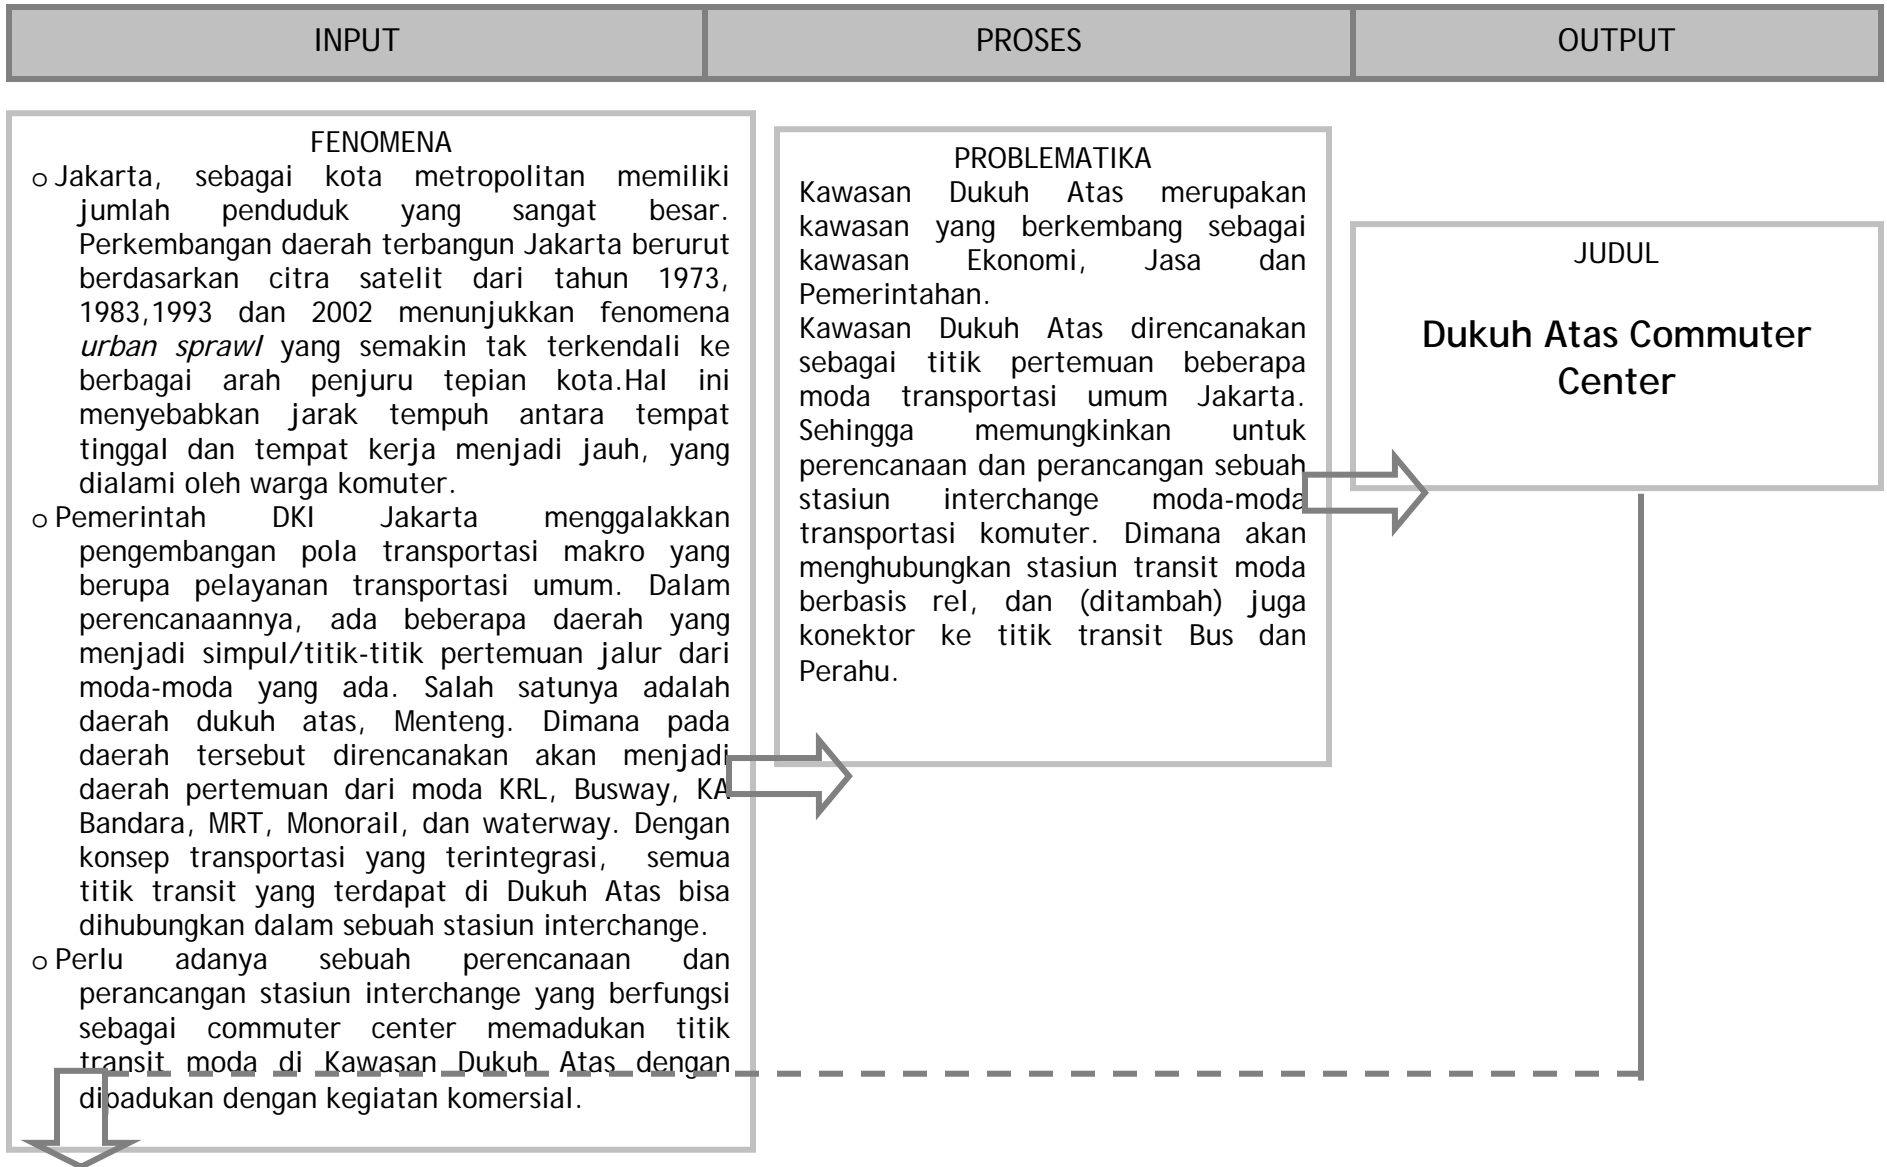 INPUT
PROSES
OUTPUT
FENOMENA
o Jakarta, sebagai kota metropolitan memiliki
jumlah penduduk yang sangat besar.
Perkembangan daerah terbangun Jakarta berurut
berdasarkan citra satelit dari tahun 1973,
1983,1993 dan 2002 menunjukkan fenomena
urban sprawl yang semakin tak terkendali ke
berbagai arah penjuru tepian kota.Hal ini
menyebabkan jarak tempuh antara tempat
tinggal dan tempat kerja menjadi jauh, yang
dialami oleh warga komuter.
o Pemerintah DKI Jakarta menggalakkan
pengembangan pola transportasi makro yang
berupa pelayanan transportasi umum. Dalam
perencanaannya, ada beberapa daerah yang
menjadi simpul/titik-titik pertemuan jalur dari
moda-moda yang ada. Salah satunya adalah
daerah dukuh atas, Menteng. Dimana pada
daerah tersebut direncanakan akan menjadi
daerah pertemuan dari moda KRL, Busway, KA
Bandara, MRT, Monorail, dan waterway. Dengan
konsep transportasi yang terintegrasi, semua
titik transit yang terdapat di Dukuh Atas bisa
dihubungkan dalam sebuah stasiun interchange.
o Perlu adanya sebuah perencanaan dan
perancangan stasiun interchange yang berfungsi
sebagai commuter center memadukan titik
transit moda di Kawasan Dukuh Atas dengan
dipadukan dengan kegiatan komersial.
PROBLEMATIKA
Kawasan Dukuh Atas merupakan
kawasan yang berkembang sebagai
kawasan Ekonomi, Jasa dan
Pemerintahan.
Kawasan Dukuh Atas direncanakan
sebagai titik pertemuan beberapa
moda transportasi umum Jakarta.
Sehingga memungkinkan untuk
perencanaan dan perancangan sebuah
stasiun interchange moda-moda
transportasi komuter. Dimana akan
menghubungkan stasiun transit moda
berbasis rel, dan (ditambah) juga
konektor ke titik transit Bus dan
Perahu.
JUDUL
Dukuh Atas Commuter
Center